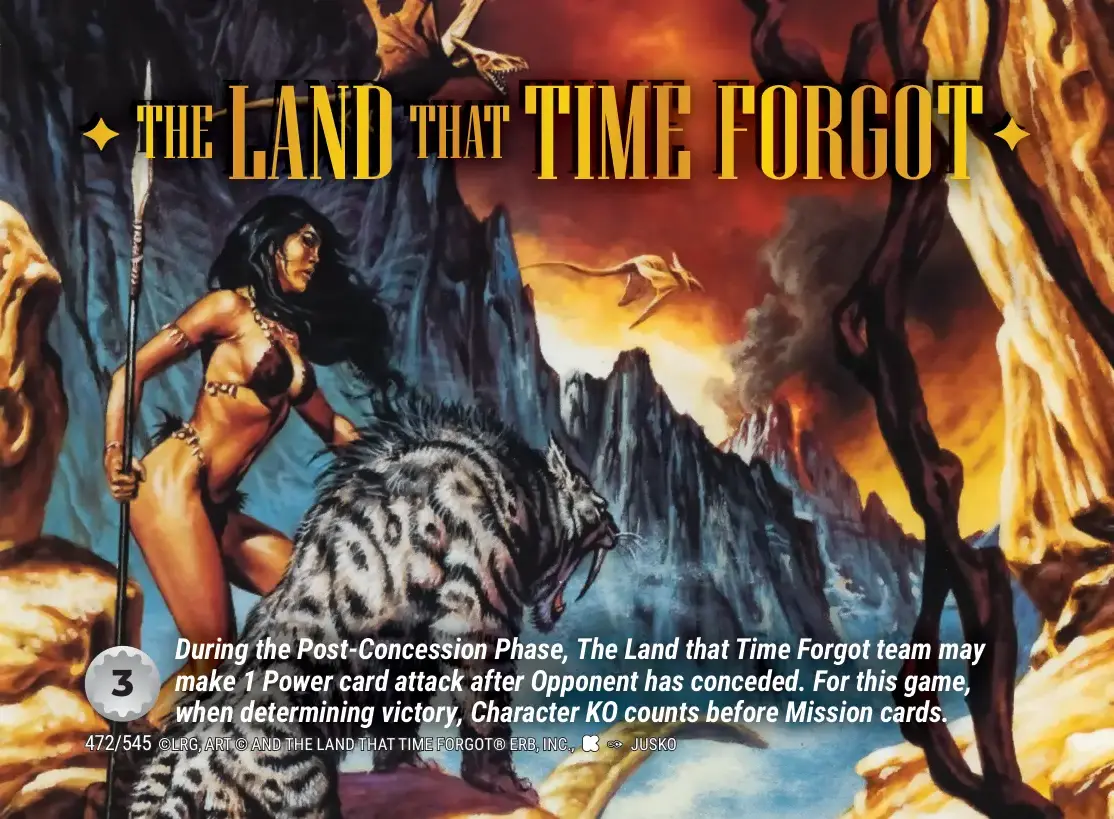 THE LAND THAT TIME FORGOT
During the Post-Concession Phase, The Land that Time Forgot team may
3
make 1 Power card attack after Opponent has conceded. For this game,
when determining victory, Character KO counts before Mission cards.
472/545 ©LRG, ART © AND THE LAND THAT TIME FORGOT® ERB, INC., JUSKO